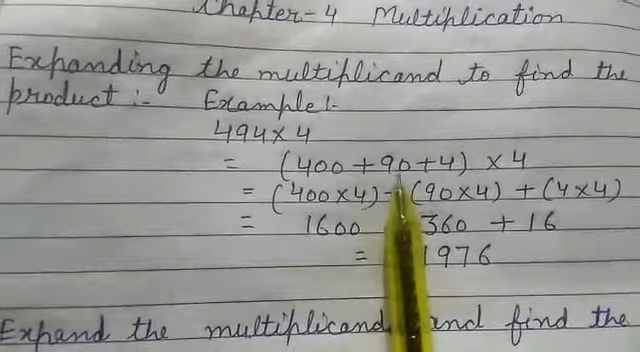 Chapter-4 Multiplication
Expanding the multiplicand to find the
product :- Example :-
494 × 4
= (400 + 90 + 4) × 4
= (400×4) + (90×4) + (4×4)
= 1600 360 + 16
= 1976
Expand the multiplicand and find the